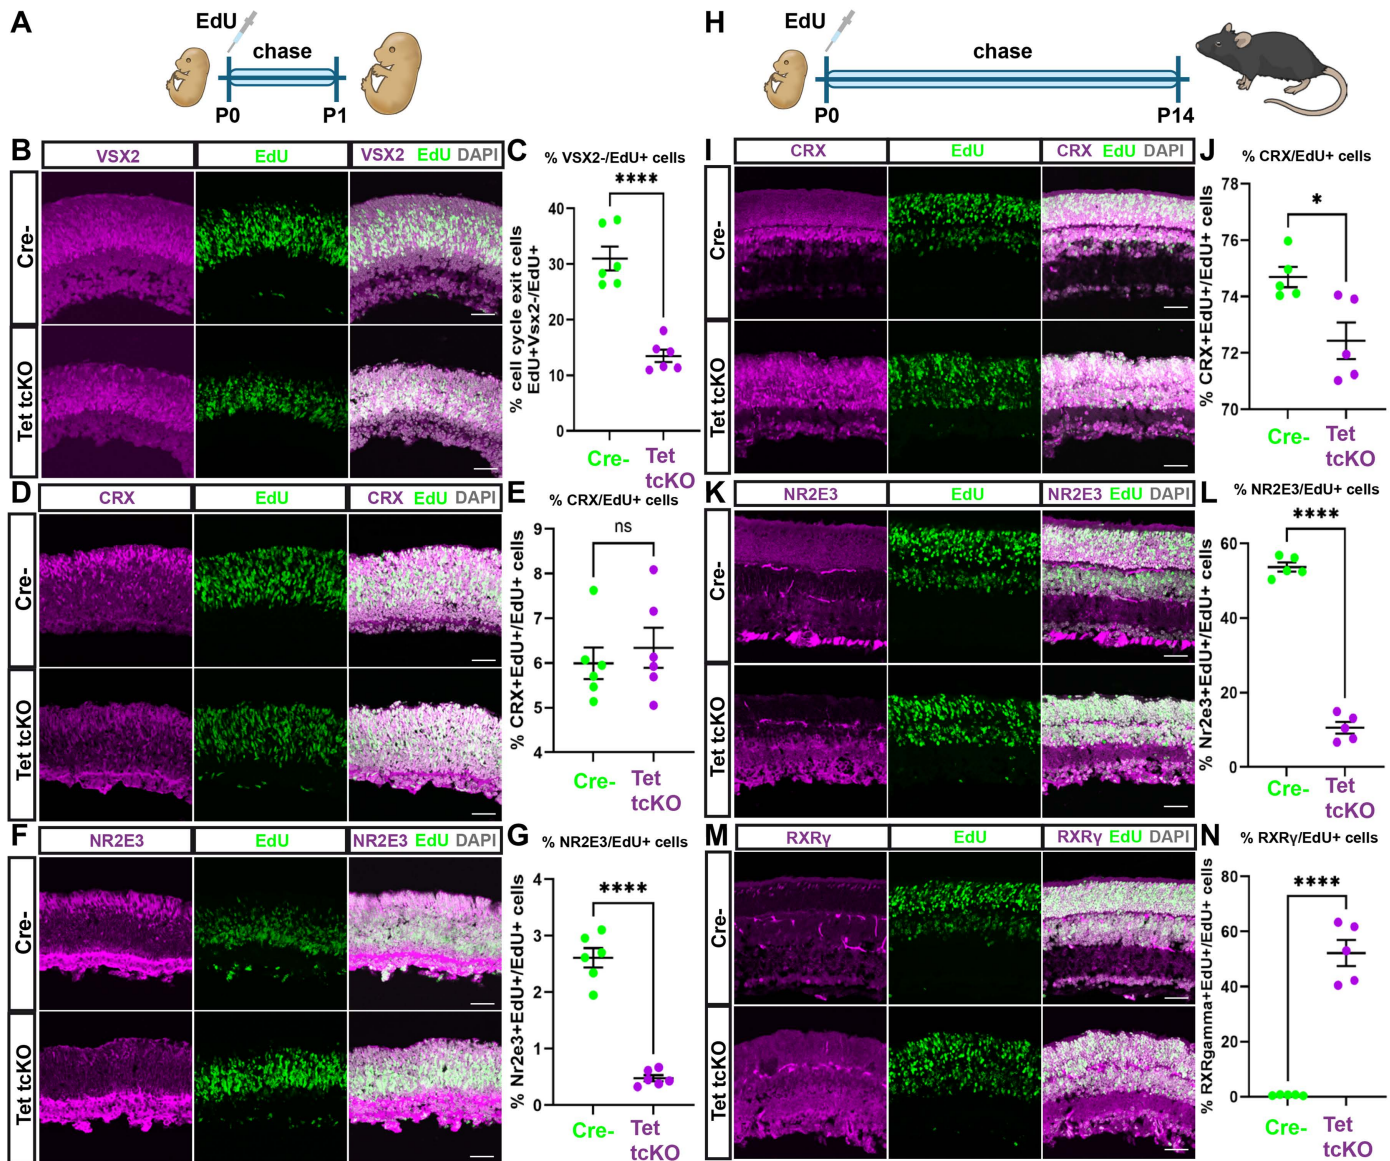 A
EdU
chase
P0
P1
B
VSX2
EdU
VSX2 EdU DAPI
Cre-
Tet tcKO
C
% VSX2-/EdU+ cells
****
% cell cycle exit cells
EdU+Vsx2-/EdU+
40
30
20
10
0
Cre-
Tet
tcKO
D
CRX
EdU
CRX EdU DAPI
Cre-
Tet tcKO
E
% CRX/EdU+ cells
ns
% CRX+EdU+/EdU+ cells
9
8
7
6
5
4
Cre-
Tet
tcKO
F
NR2E3
EdU
NR2E3 EdU DAPI
Cre-
Tet tcKO
G
% NR2E3/EdU+ cells
****
% Nr2e3+EdU+/EdU+ cells
4
3
2
1
0
Cre-
Tet
tcKO
H
EdU
chase
P0
P14
I
CRX
EdU
CRX EdU DAPI
Cre-
Tet tcKO
J
% CRX/EdU+ cells
*
% CRX+EdU+/EdU+ cells
78
76
74
72
70
Cre-
Tet
tcKO
K
NR2E3
EdU
NR2E3 EdU DAPI
Cre-
Tet tcKO
L
% NR2E3/EdU+ cells
****
% Nr2e3+EdU+/EdU+ cells
60
40
20
0
Cre-
Tet
tcKO
M
RXRγ
EdU
RXRγ EdU DAPI
Cre-
Tet tcKO
N
% RXRγ/EdU+ cells
****
% RXRgamma+EdU+/EdU+ cells
80
60
40
20
0
Cre-
Tet
tcKO